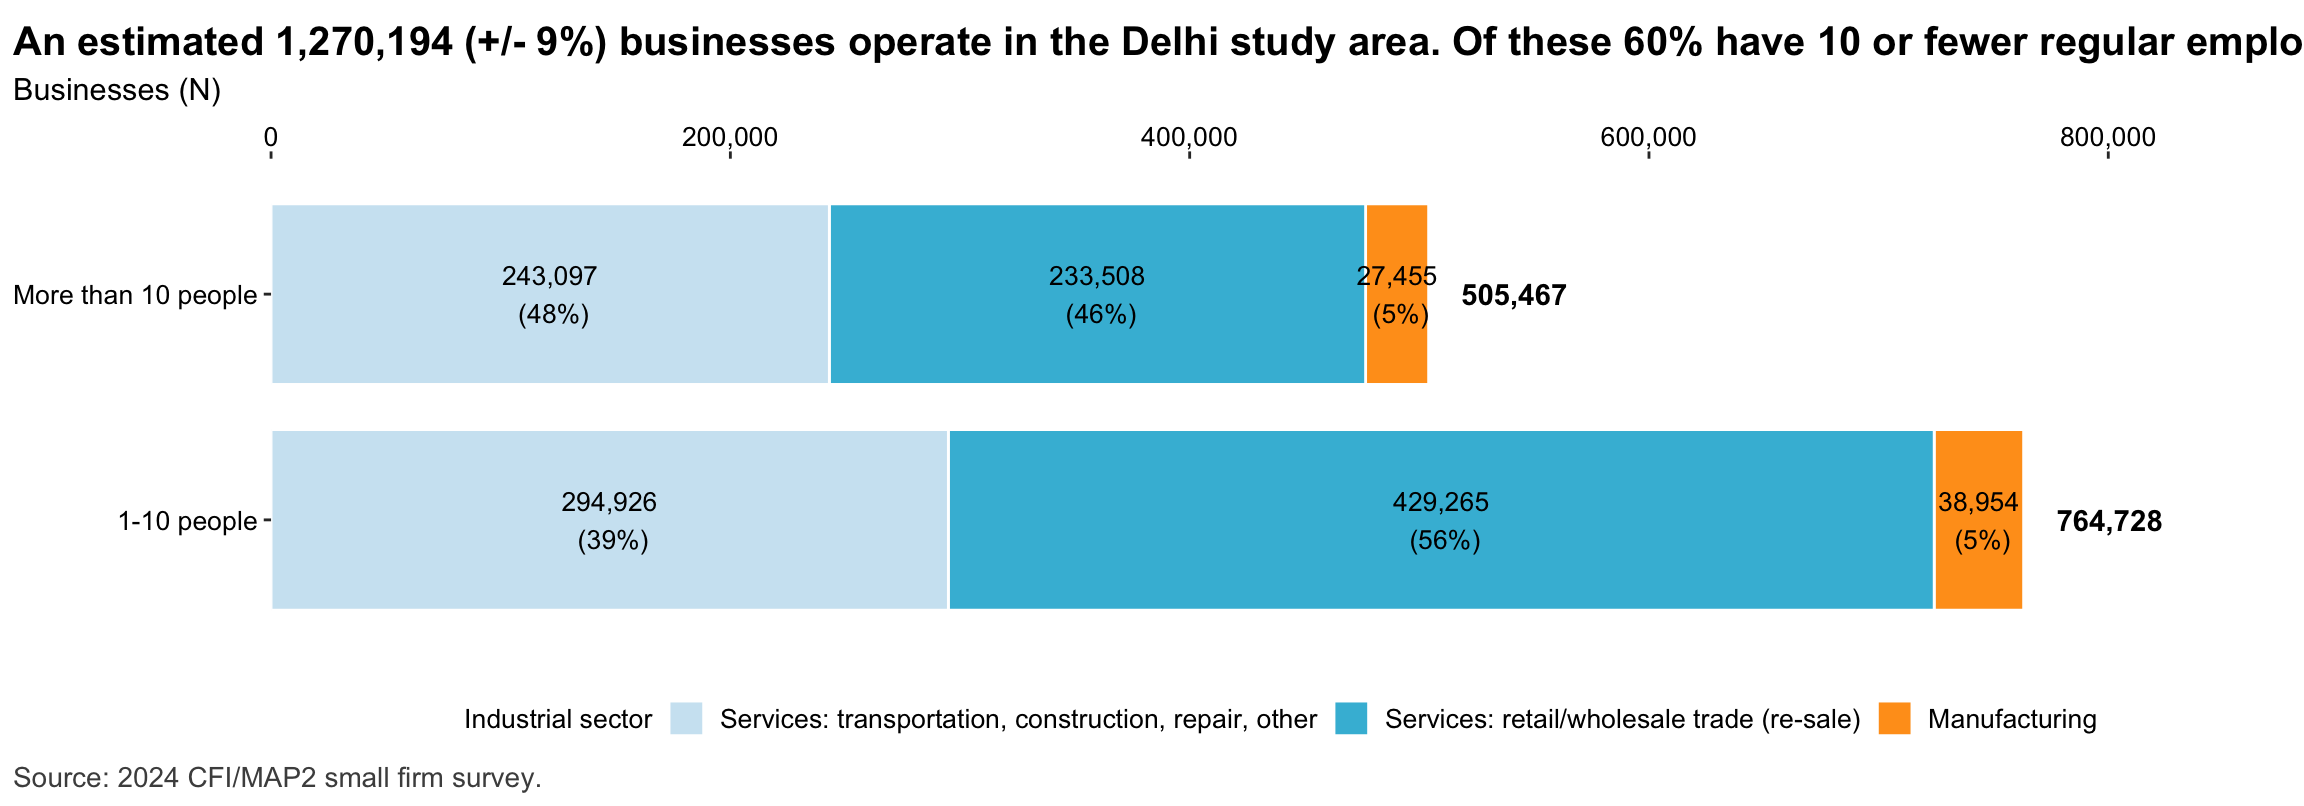 An estimated 1,270,194 (+/- 9%) businesses operate in the Delhi study area. Of these 60% have 10 or fewer regular emplo
Businesses (N)
0 200,000 400,000 600,000 800,000
More than 10 people
243,097
(48%)
233,508
(46%)
27,455
(5%)
505,467
1-10 people
294,926
(39%)
429,265
(56%)
38,954
(5%)
764,728
Industrial sector Services: transportation, construction, repair, other Services: retail/wholesale trade (re-sale) Manufacturing
Source: 2024 CFI/MAP2 small firm survey.